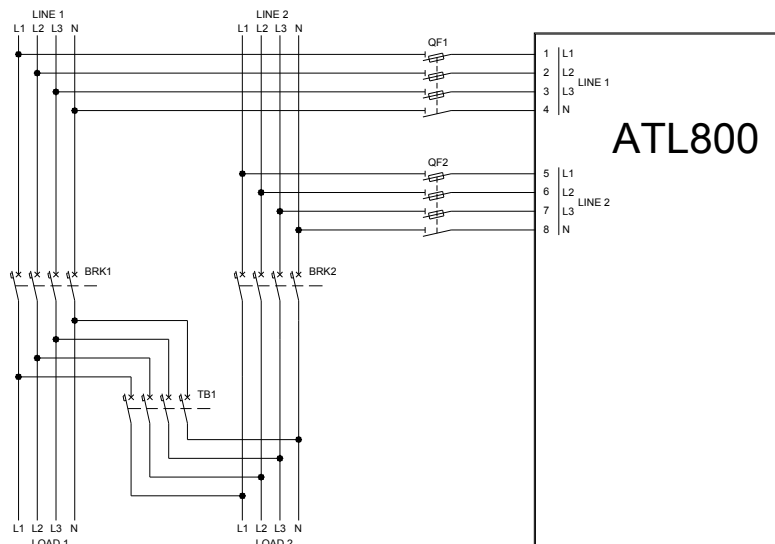 LINE 1
LINE 2
L1 L2 L3 N
L1 L2 L3 N
QF1
1 L1
2 L2
LINE 1
3 L3
4 N
ATL800
QF2
5 L1
6 L2
LINE 2
7 L3
8 N
BRK1
BRK2
TB1
L1 L2 L3 N
L1 L2 L3 N
LOAD 1
LOAD 2